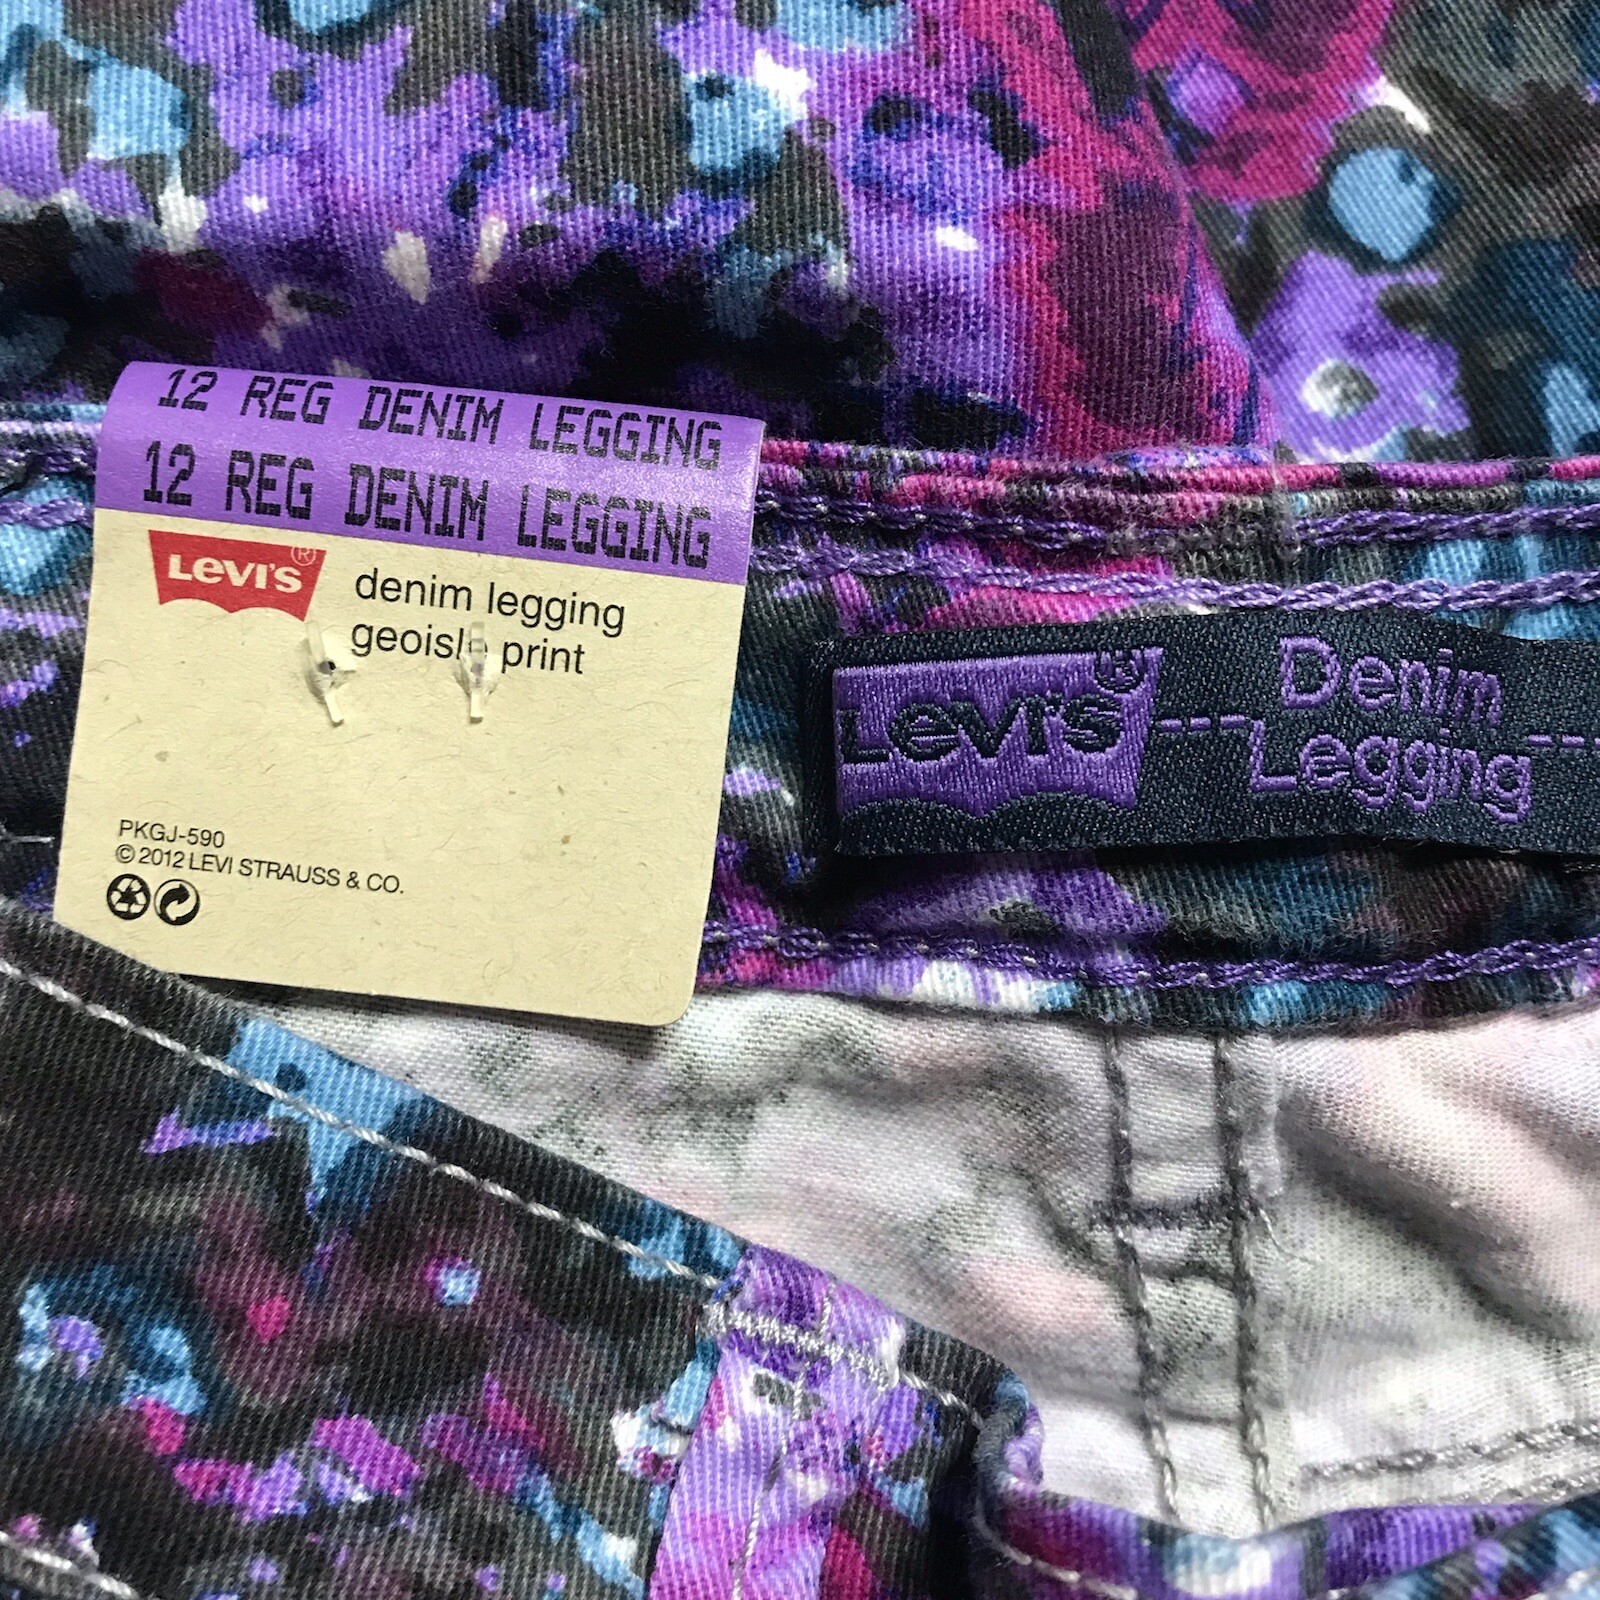 12 REG DENIM LEGGING
12 REG DENIM LEGGING
LEVI'S ®
denim legging
geoisle print
PKGJ-590
© 2012 LEVI STRAUSS & CO.
Levi's ®
Denim
Legging